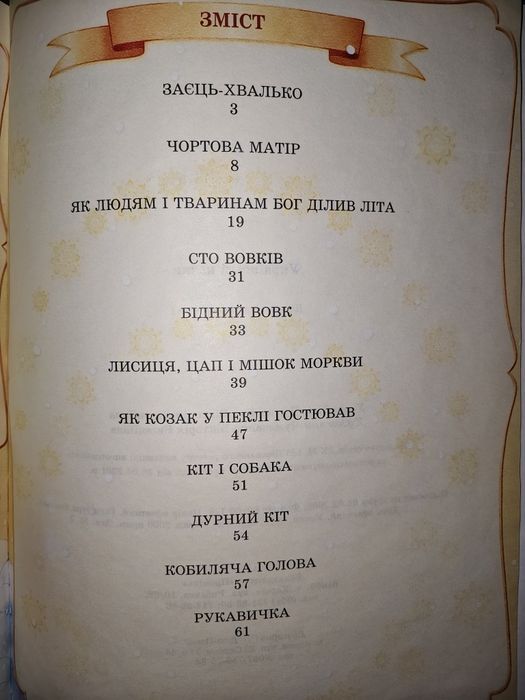 ЗМІСТ
ЗАЄЦЬ-ХВАЛЬКО
3
ЧОРТОВА МАТІР
8
ЯК ЛЮДЯМ І ТВАРИНАМ БОГ ДІЛИВ ЛІТА
19
СТО ВОВКІВ
31
БІДНИЙ ВОВК
33
ЛИСИЦЯ, ЦАП І МІШОК МОРКВИ
39
ЯК КОЗАК У ПЕКЛІ ГОСТЮВАВ
47
КІТ І СОБАКА
51
ДУРНИЙ КІТ
54
КОБИЛЯЧА ГОЛОВА
57
РУКАВИЧКА
61